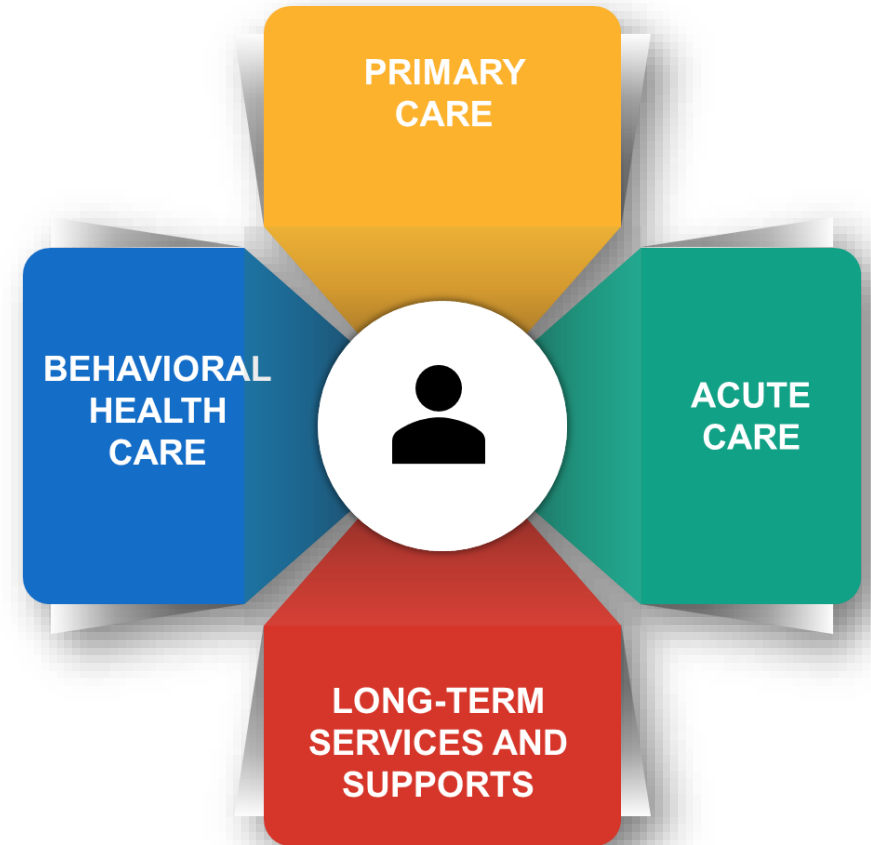 PRIMARY
CARE
BEHAVIORAL
HEALTH
CARE
ACUTE
CARE
LONG-TERM
SERVICES AND
SUPPORTS